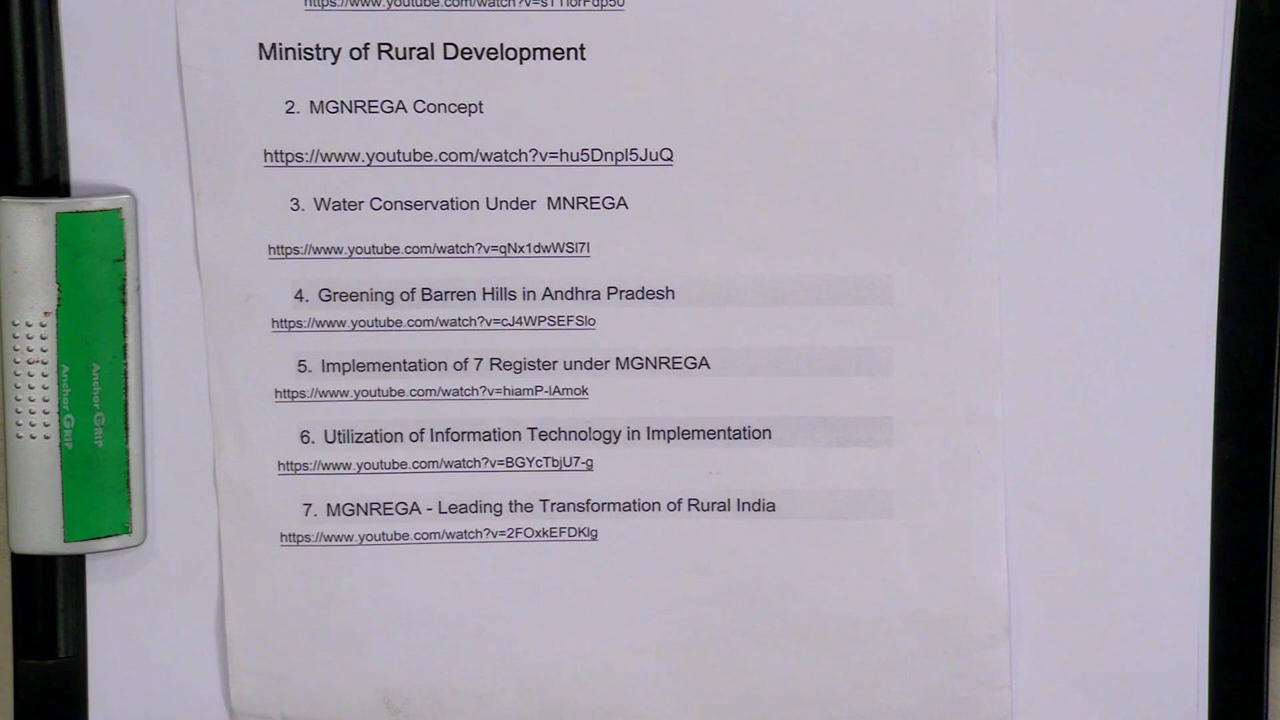 Ministry of Rural Development
2. MGNREGA Concept
https://www.youtube.com/watch?v=hu5Dnpl5JuQ
3. Water Conservation Under MNREGA
https://www.youtube.com/watch?v=qNx1dwWSl7I
4. Greening of Barren Hills in Andhra Pradesh
https://www.youtube.com/watch?v=cJ4WPSEFSlo
5. Implementation of 7 Register under MGNREGA
https://www.youtube.com/watch?v=hiamP-lAmok
6. Utilization of Information Technology in Implementation
https://www.youtube.com/watch?v=BGYcTbjU7-g
7. MGNREGA - Leading the Transformation of Rural India
https://www.youtube.com/watch?v=2FOxkEFDKlg
Anchor GRIP
Anchor GRIP